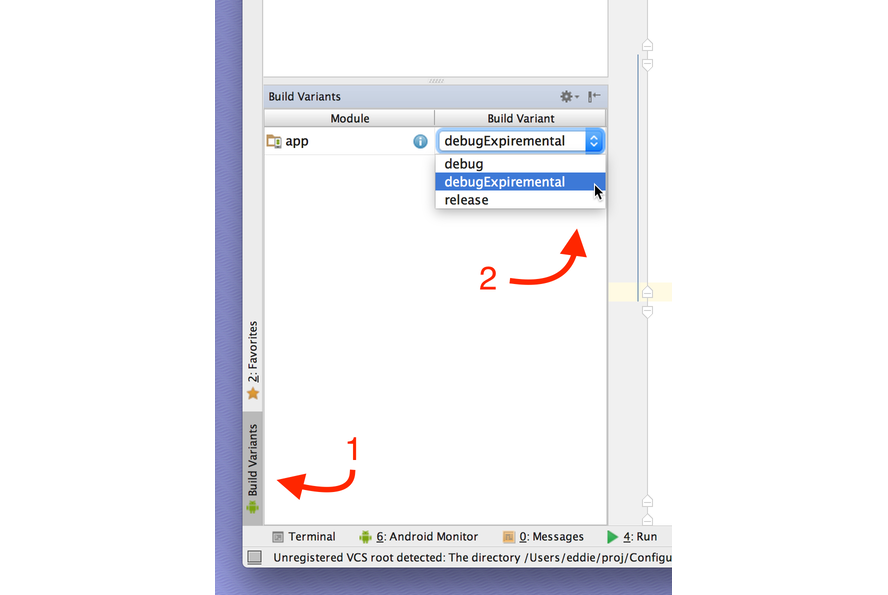 Build Variants
Module Build Variant
app debugExpiremental
debug
debugExpiremental
release
2
2: Favorites
1
Build Variants
Terminal 6: Android Monitor 0: Messages 4: Run
Unregistered VCS root detected: The directory /Users/eddie/proj/Configu